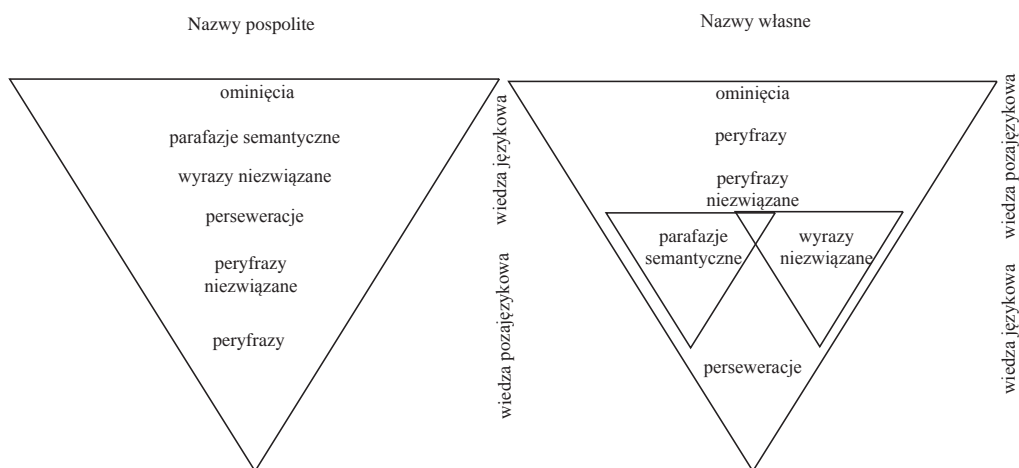 Nazwy pospolite
ominięcia
parafazje semantyczne
wyrazy niezwiązane
perseweracje
peryfrazy
niezwiązane
peryfrazy
wiedza językowa
wiedza pozajęzykowa
Nazwy własne
ominięcia
peryfrazy
peryfrazy
niezwiązane
parafazje
semantyczne
wyrazy
niezwiązane
perseweracje
wiedza pozajęzykowa
wiedza językowa